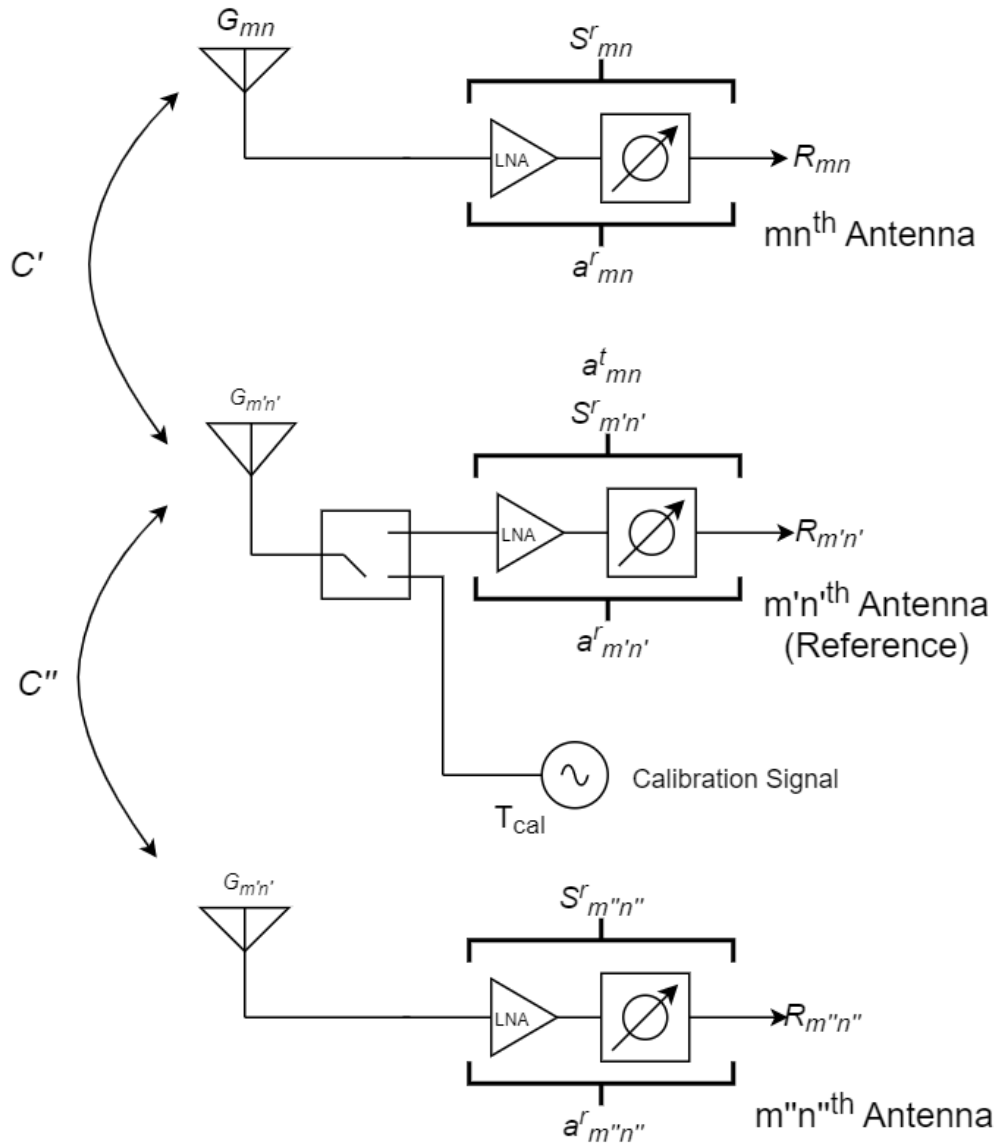 G_mn
S^r_mn
LNA
R_mn
mn^th Antenna
a^r_mn
C'
a^t_mn
G_m'n'
S^r_m'n'
LNA
R_m'n'
m'n'^th Antenna
(Reference)
a^r_m'n'
C''
Calibration Signal
T_cal
G_m'n'
S^r_m''n''
LNA
R_m''n''
m''n''^th Antenna
a^r_m''n''